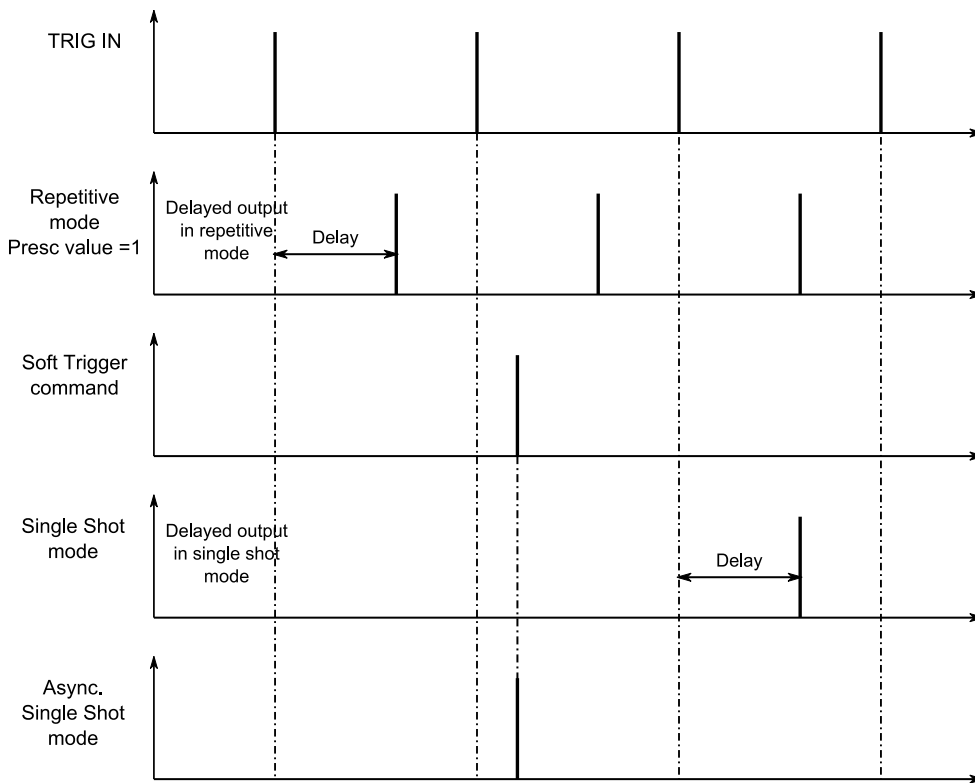 TRIG IN
Repetitive
mode
Presc value =1
Delayed output
in repetitive
mode
Delay
Soft Trigger
command
Single Shot
mode
Delayed output
in single shot
mode
Delay
Async.
Single Shot
mode